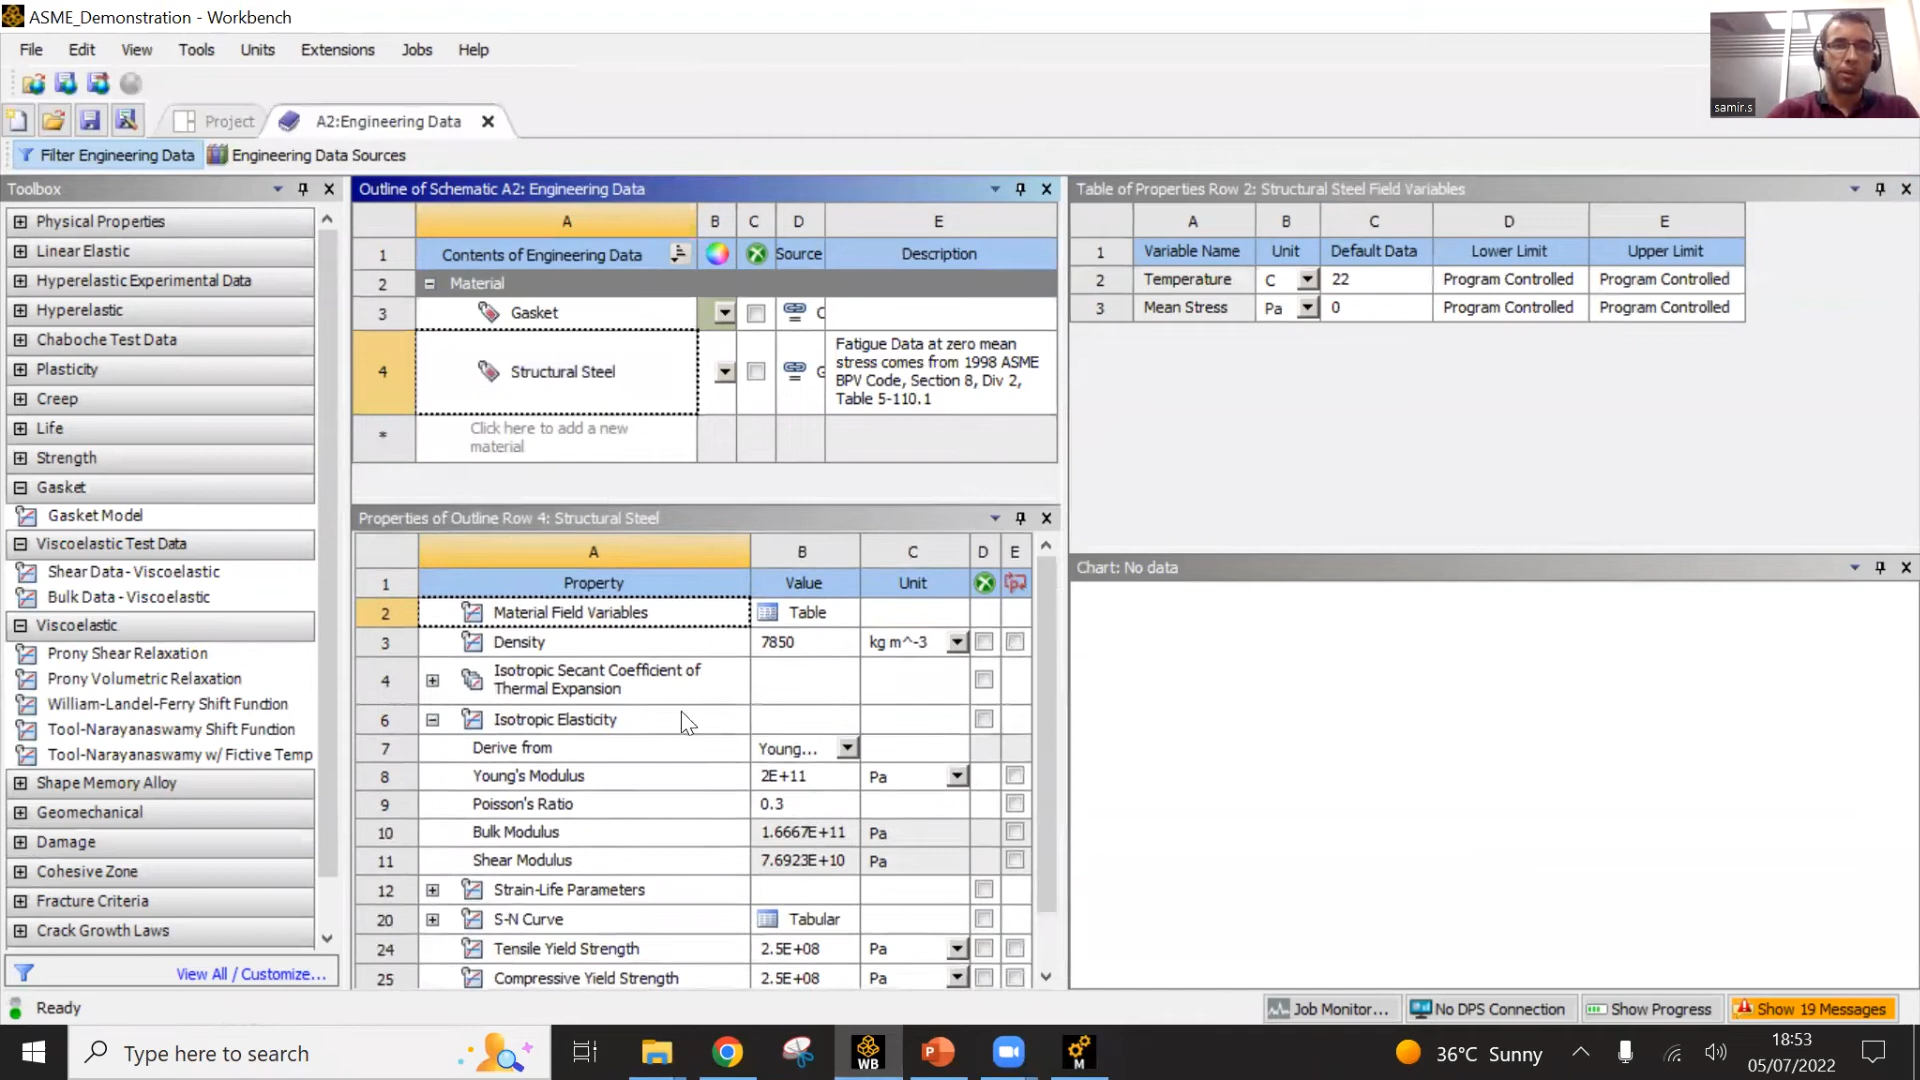 ASME_Demonstration - Workbench
File Edit View Tools Units Extensions Jobs Help
samir.s
Project A2:Engineering Data
Filter Engineering Data Engineering Data Sources
Toolbox
Physical Properties
Linear Elastic
Hyperelastic Experimental Data
Hyperelastic
Chaboche Test Data
Plasticity
Creep
Life
Strength
Gasket
Gasket Model
Viscoelastic Test Data
Shear Data - Viscoelastic
Bulk Data - Viscoelastic
Viscoelastic
Prony Shear Relaxation
Prony Volumetric Relaxation
William-Landel-Ferry Shift Function
Tool-Narayanaswamy Shift Function
Tool-Narayanaswamy w/ Fictive Temp
Shape Memory Alloy
Geomechanical
Damage
Cohesive Zone
Fracture Criteria
Crack Growth Laws
View All / Customize...
Outline of Schematic A2: Engineering Data
A B C D E
1 Contents of Engineering Data Source Description
2 Material
3 Gasket
4 Structural Steel Fatigue Data at zero mean
stress comes from 1998 ASME
BPV Code, Section 8, Div 2,
Table 5-110.1
* Click here to add a new
material
Properties of Outline Row 4: Structural Steel
A B C D E
1 Property Value Unit
2 Material Field Variables Table
3 Density 7850 kg m^-3
4 Isotropic Secant Coefficient of
Thermal Expansion
6 Isotropic Elasticity
7 Derive from Young...
8 Young's Modulus 2E+11 Pa
9 Poisson's Ratio 0.3
10 Bulk Modulus 1.6667E+11 Pa
11 Shear Modulus 7.6923E+10 Pa
12 Strain-Life Parameters
20 S-N Curve Tabular
24 Tensile Yield Strength 2.5E+08 Pa
25 Compressive Yield Strength 2.5E+08 Pa
Table of Properties Row 2: Structural Steel Field Variables
A B C D E
1 Variable Name Unit Default Data Lower Limit Upper Limit
2 Temperature C 22 Program Controlled Program Controlled
3 Mean Stress Pa 0 Program Controlled Program Controlled
Chart: No data
Ready
Job Monitor... No DPS Connection Show Progress Show 19 Messages
Type here to search
WB
P
M
36°C Sunny
18:53
05/07/2022